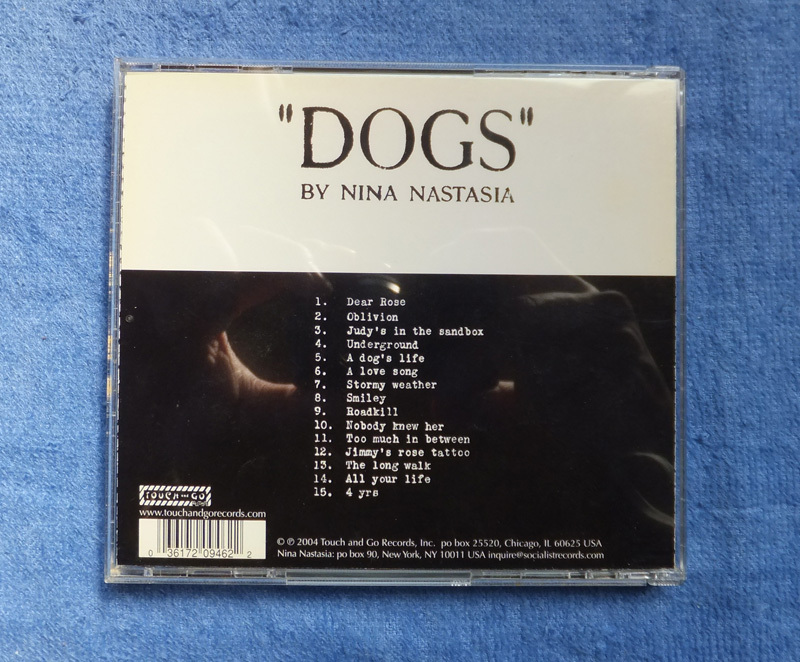 "DOGS"
BY NINA NASTASIA
1. Dear Rose
2. Oblivion
3. Judy's in the sandbox
4. Underground
5. A dog's life
6. A love song
7. Stormy weather
8. Smiley
9. Roadkill
10. Nobody knew her
11. Too much in between
12. Jimmy's rose tattoo
13. The long walk
14. All your life
15. 4 yrs
TOUCH AND GO
www.touchandgorecords.com
0 36172 09462 2
© ℗ 2004 Touch and Go Records, Inc. po box 25520, Chicago, IL 60625 USA
Nina Nastasia: po box 90, New York, NY 10011 USA inquire@socialistrecords.com